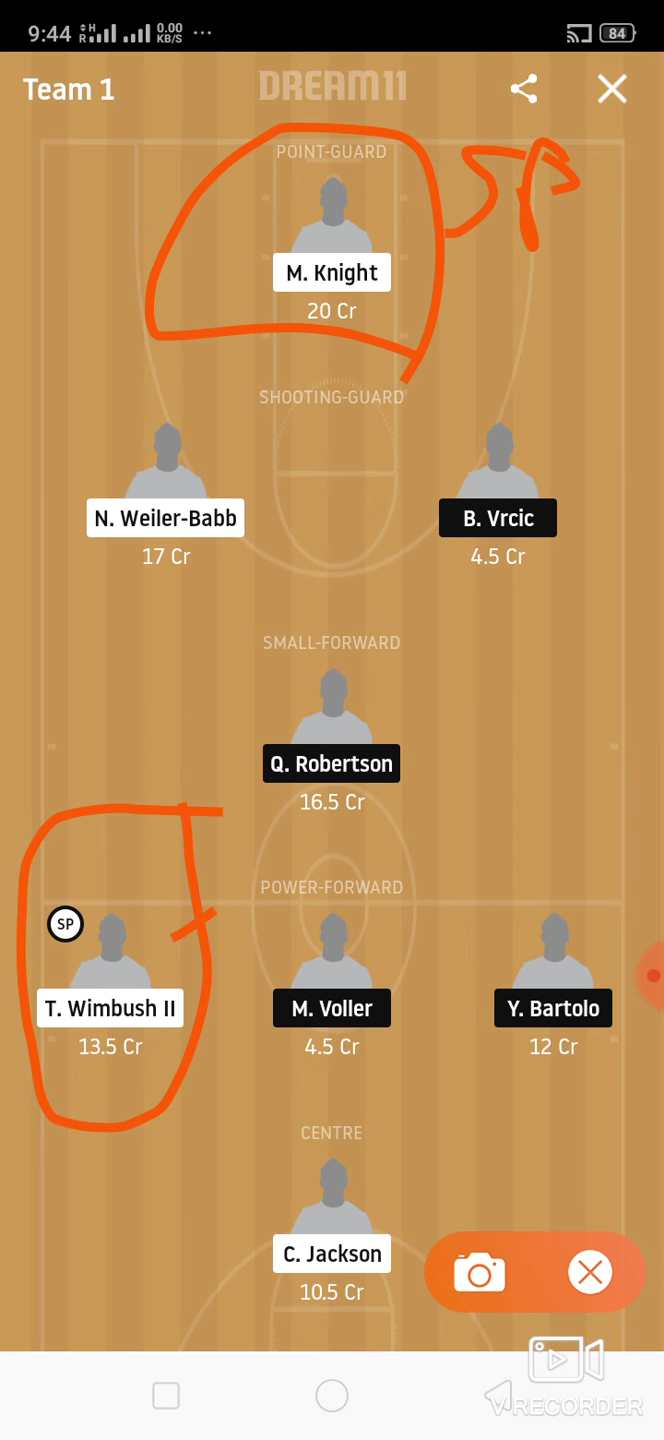 9:44 H R 0.00 KB/S ... 84
Team 1 DREAM11
POINT-GUARD
SP
M. Knight
20 Cr
SHOOTING-GUARD
N. Weiler-Babb B. Vrcic
17 Cr 4.5 Cr
SMALL-FORWARD
Q. Robertson
16.5 Cr
POWER-FORWARD
SP
T. Wimbush II M. Voller Y. Bartolo
13.5 Cr 4.5 Cr 12 Cr
CENTRE
C. Jackson
10.5 Cr
VRECORDER